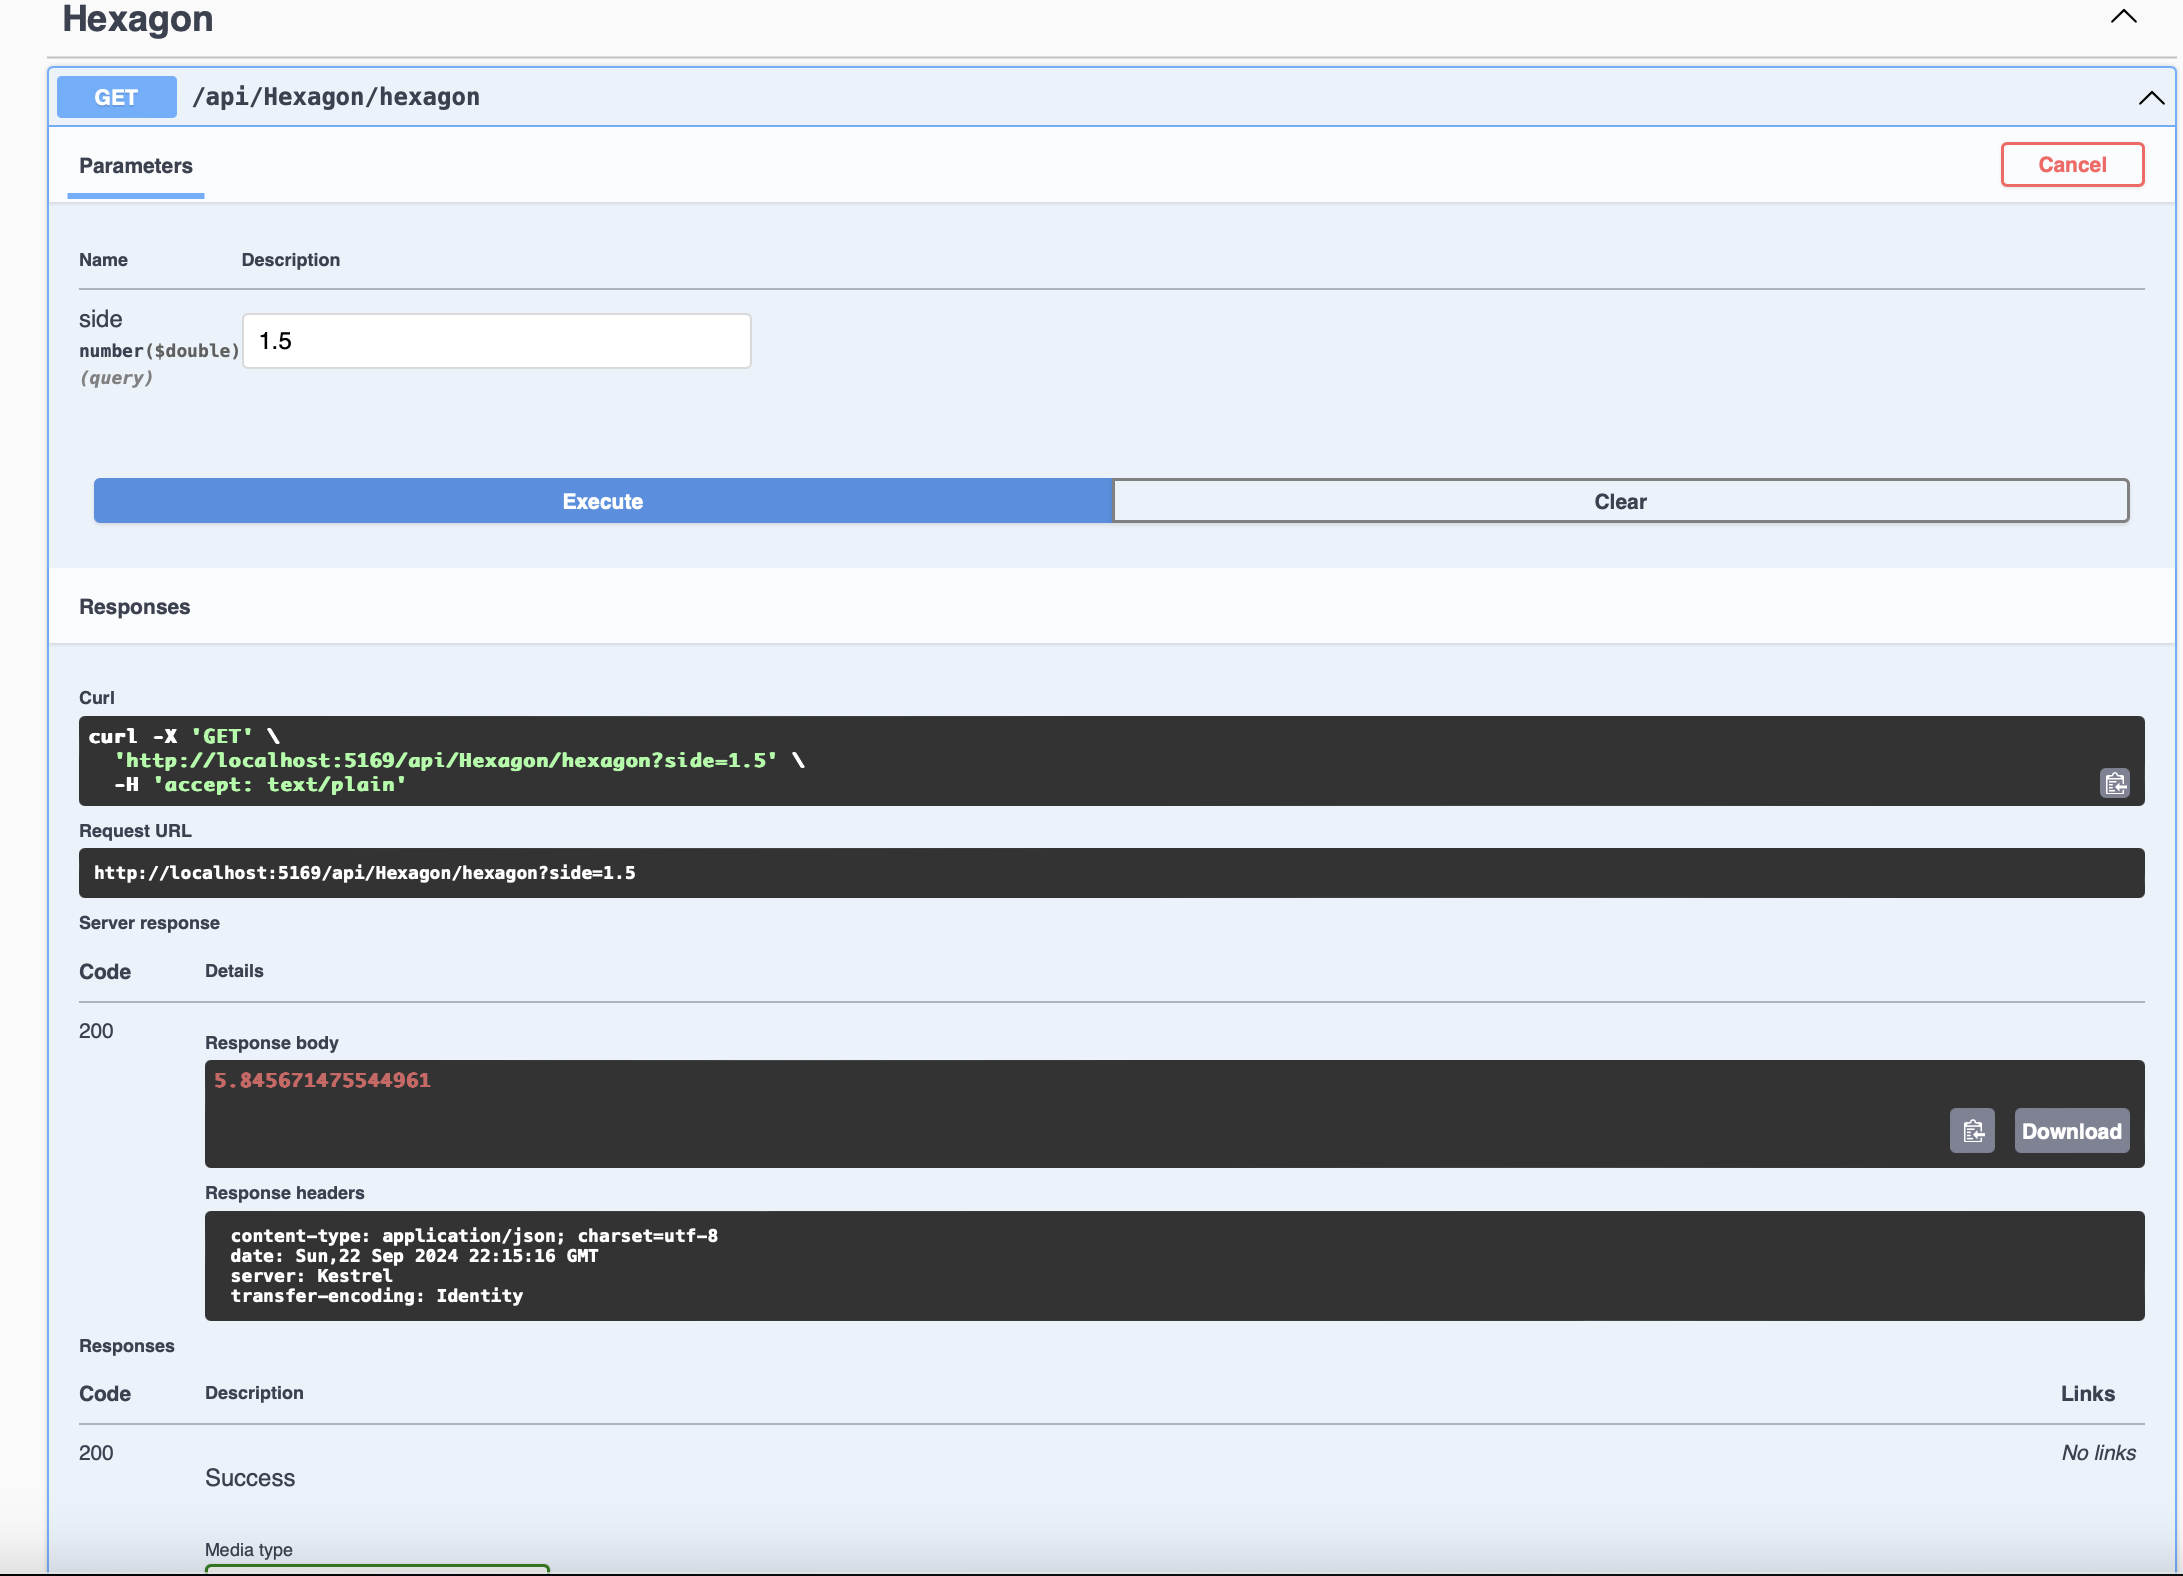 Hexagon
GET /api/Hexagon/hexagon
Parameters
Cancel
Name Description
side
number($double)
(query)
1.5
Execute Clear
Responses
Curl
curl -X 'GET' \
'http://localhost:5169/api/Hexagon/hexagon?side=1.5' \
-H 'accept: text/plain'
Request URL
http://localhost:5169/api/Hexagon/hexagon?side=1.5
Server response
Code Details
200
Response body
5.845671475544961
Download
Response headers
content-type: application/json; charset=utf-8
date: Sun,22 Sep 2024 22:15:16 GMT
server: Kestrel
transfer-encoding: Identity
Responses
Code Description Links
200 No links
Success
Media type